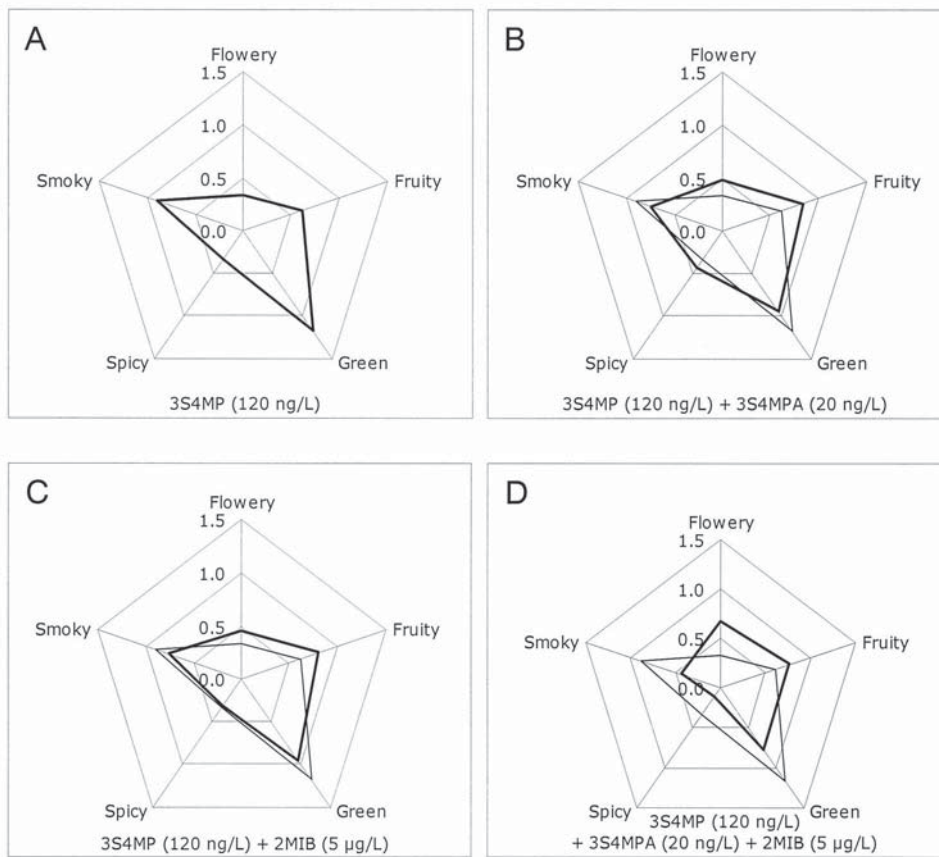 A
Flowery
1.5
1.0
Smoky
0.5
Fruity
0.0
Spicy
Green
3S4MP (120 ng/L)
B
Flowery
1.5
1.0
Smoky
0.5
Fruity
0.0
Spicy
Green
3S4MP (120 ng/L) + 3S4MPA (20 ng/L)
C
Flowery
1.5
1.0
Smoky
0.5
Fruity
0.0
Spicy
Green
3S4MP (120 ng/L) + 2MIB (5 µg/L)
D
Flowery
1.5
1.0
Smoky
0.5
Fruity
0.0
Spicy
Green
3S4MP (120 ng/L)
+ 3S4MPA (20 ng/L) + 2MIB (5 µg/L)